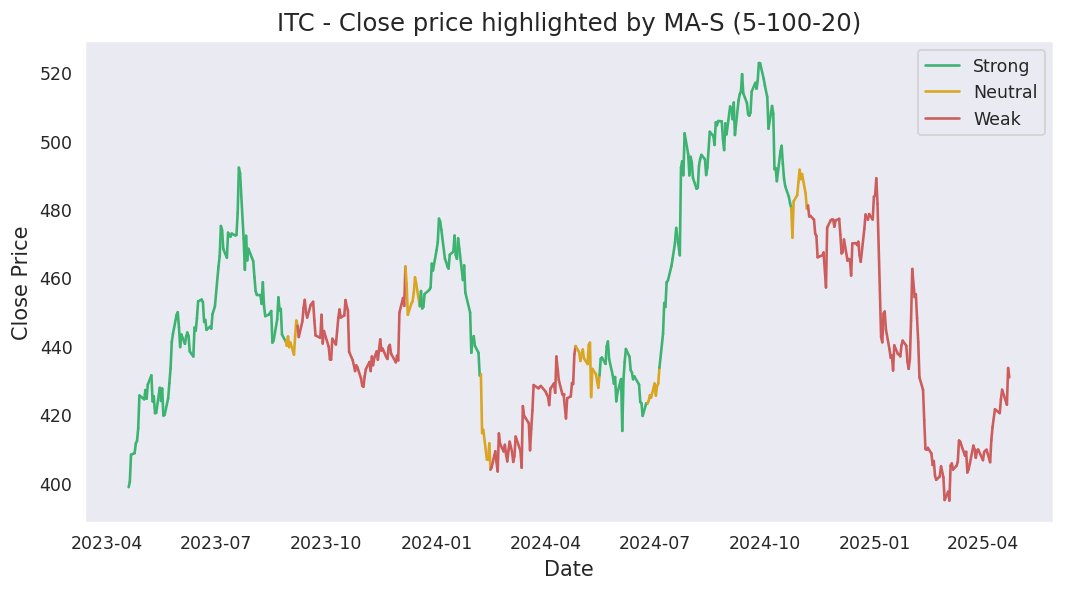 ITC - Close price highlighted by MA-S (5-100-20)
Strong
Neutral
Weak
Close Price
520
500
480
460
440
420
400
2023-04 2023-07 2023-10 2024-01 2024-04 2024-07 2024-10 2025-01 2025-04
Date